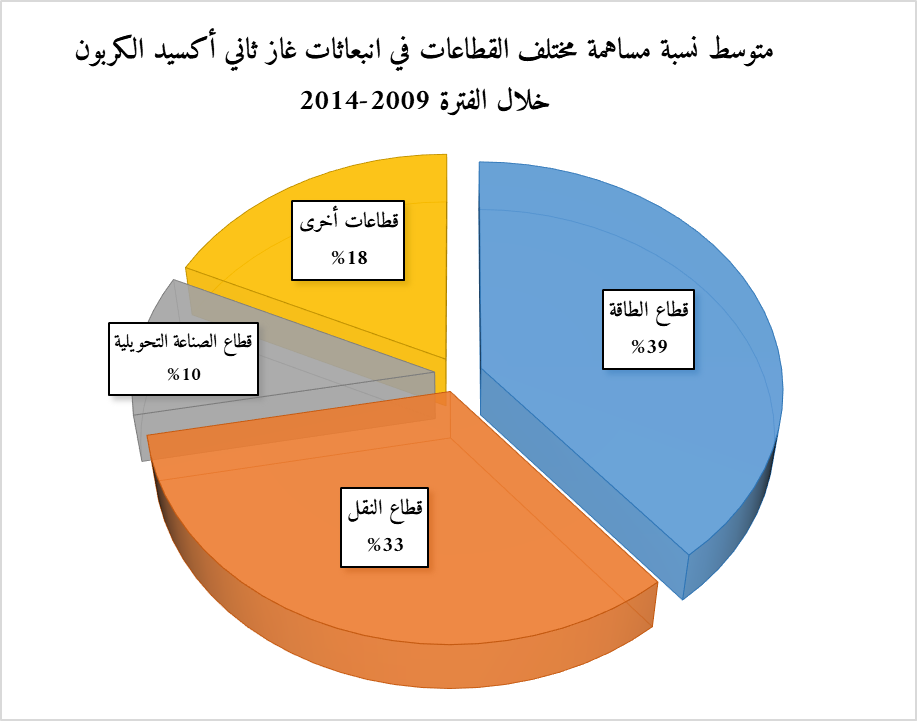 متوسط نسبة مساهمة مختلف القطاعات في انبعاثات غاز ثاني أكسيد الكربون
خلال الفترة 2009-2014
قطاعات أخرى
%18
قطاع الطاقة
%39
قطاع الصناعة التحويلية
%10
قطاع النقل
%33